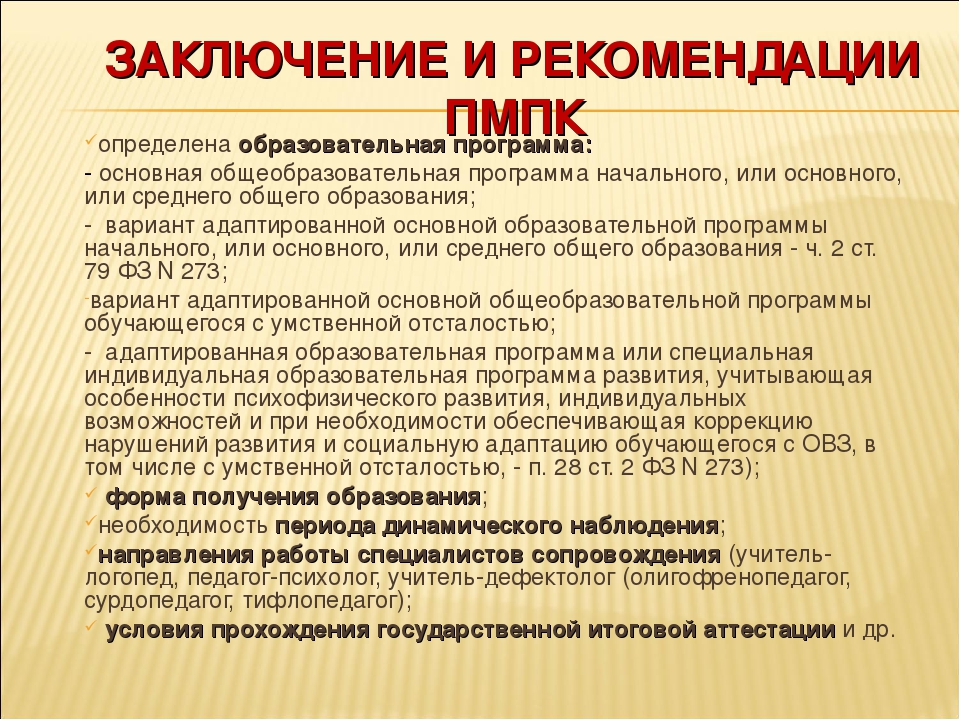 ЗАКЛЮЧЕНИЕ И РЕКОМЕНДАЦИИ
ПМПК
✓определена образовательная программа:
- основная общеобразовательная программа начального, или основного,
или среднего общего образования;
- вариант адаптированной основной образовательной программы
начального, или основного, или среднего общего образования - ч. 2 ст.
79 ФЗ N 273;
-вариант адаптированной основной общеобразовательной программы
обучающегося с умственной отсталостью;
- адаптированная образовательная программа или специальная
индивидуальная образовательная программа развития, учитывающая
особенности психофизического развития, индивидуальных
возможностей и при необходимости обеспечивающая коррекцию
нарушений развития и социальную адаптацию обучающегося с ОВЗ, в
том числе с умственной отсталостью, - п. 28 ст. 2 ФЗ N 273);
✓ форма получения образования;
✓необходимость периода динамического наблюдения;
✓направления работы специалистов сопровождения (учитель-
логопед, педагог-психолог, учитель-дефектолог (олигофренопедагог,
сурдопедагог, тифлопедагог);
✓ условия прохождения государственной итоговой аттестации и др.